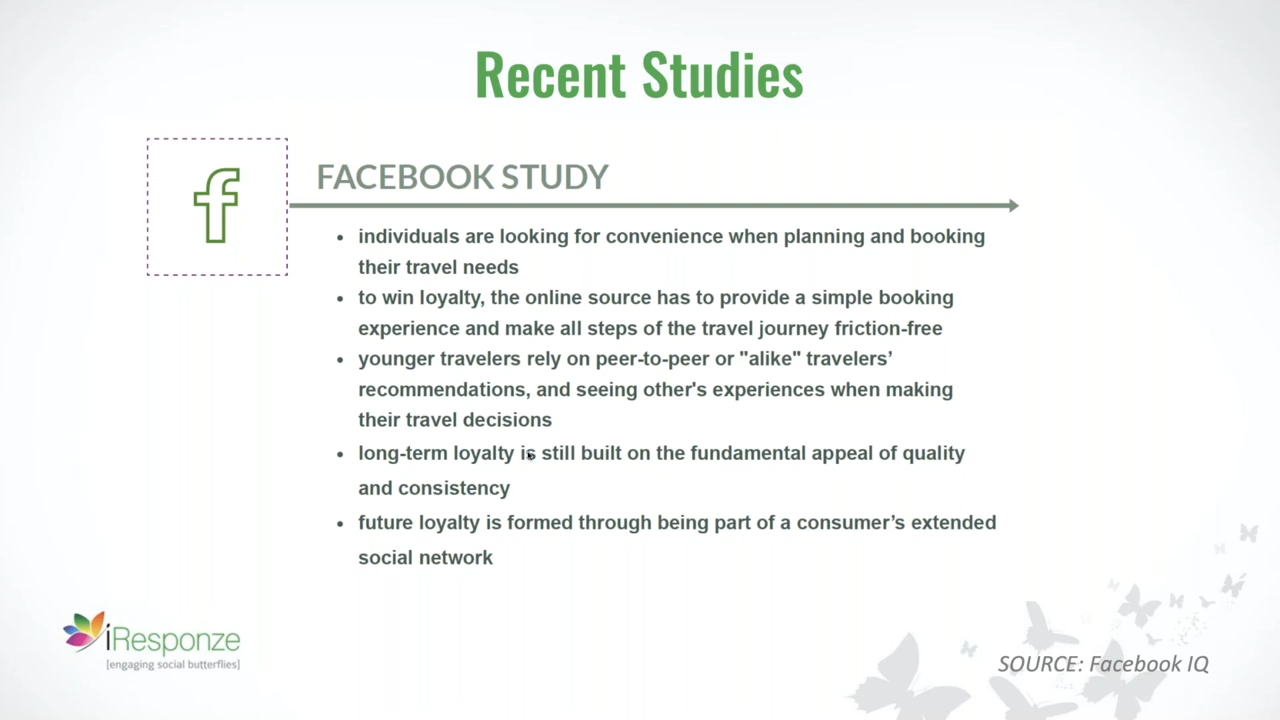 Recent Studies
f
FACEBOOK STUDY
• individuals are looking for convenience when planning and booking
their travel needs
• to win loyalty, the online source has to provide a simple booking
experience and make all steps of the travel journey friction-free
• younger travelers rely on peer-to-peer or "alike" travelers’
recommendations, and seeing other's experiences when making
their travel decisions
• long-term loyalty is still built on the fundamental appeal of quality
and consistency
• future loyalty is formed through being part of a consumer’s extended
social network
íResponze
[engaging social butterflies]
SOURCE: Facebook IQ